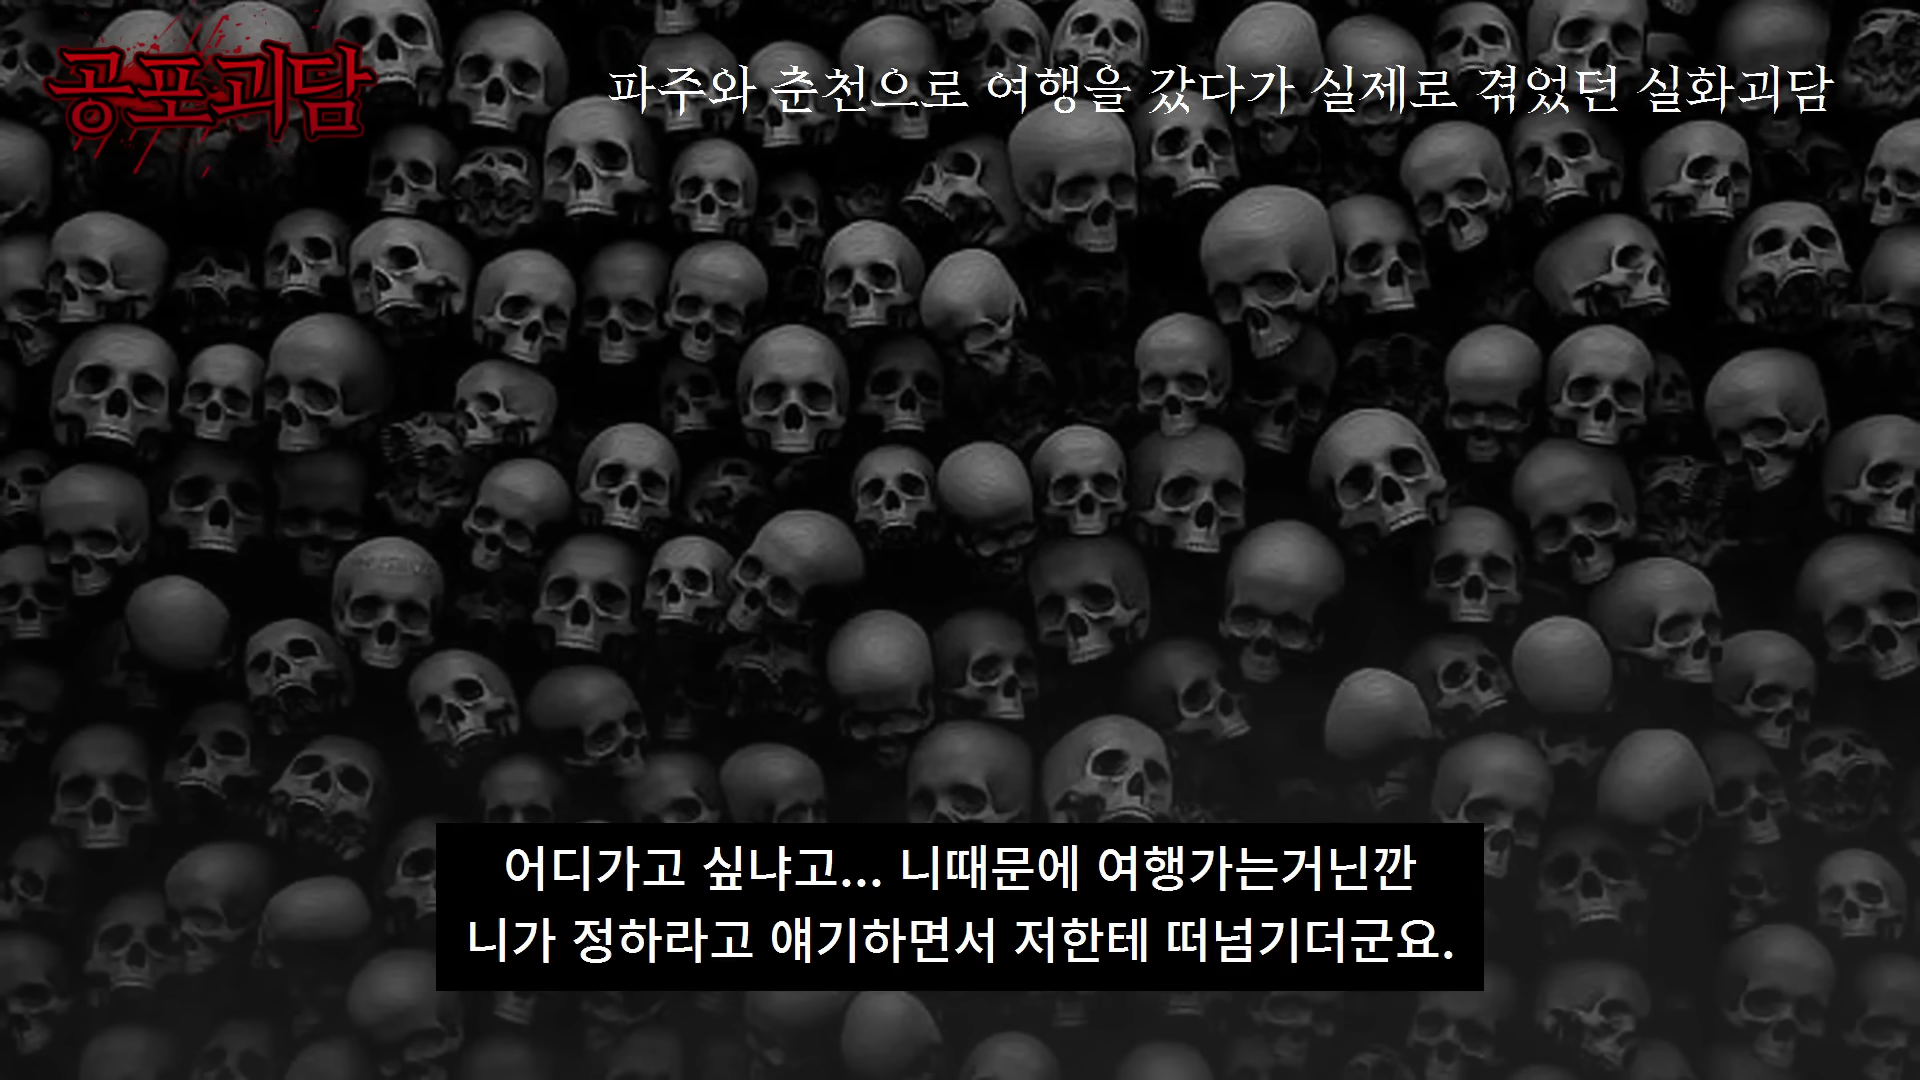 공포괴담
파주와 춘천으로 여행을 갔다가 실제로 겪었던 실화괴담
어디가고 싶냐고... 니때문에 여행가는거닌깐
니가 정하라고 얘기하면서 저한테 떠넘기더군요.